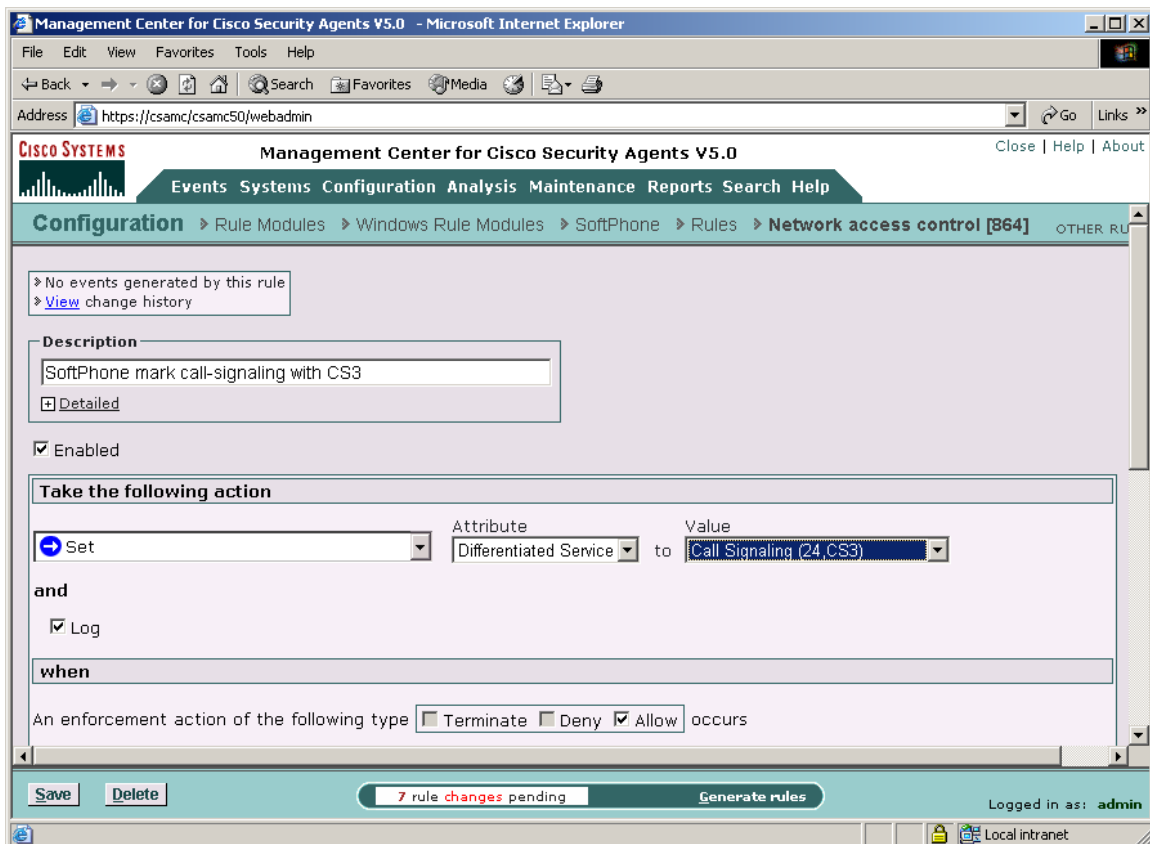 Management Center for Cisco Security Agents V5.0 - Microsoft Internet Explorer
File Edit View Favorites Tools Help
Back Search Favorites Media
Address https://csamc/csamc50/webadmin Go Links »
CISCO SYSTEMS
Management Center for Cisco Security Agents V5.0
Close | Help | About
Events Systems Configuration Analysis Maintenance Reports Search Help
Configuration > Rule Modules > Windows Rule Modules > SoftPhone > Rules > Network access control [864] OTHER RU
No events generated by this rule
View change history
Description
SoftPhone mark call-signaling with CS3
Detailed
Enabled
Take the following action
Attribute Value
Set Differentiated Service to Call Signaling (24,CS3)
and
Log
when
An enforcement action of the following type Terminate Deny Allow occurs
Save Delete 7 rule changes pending Generate rules
Logged in as: admin
Local intranet